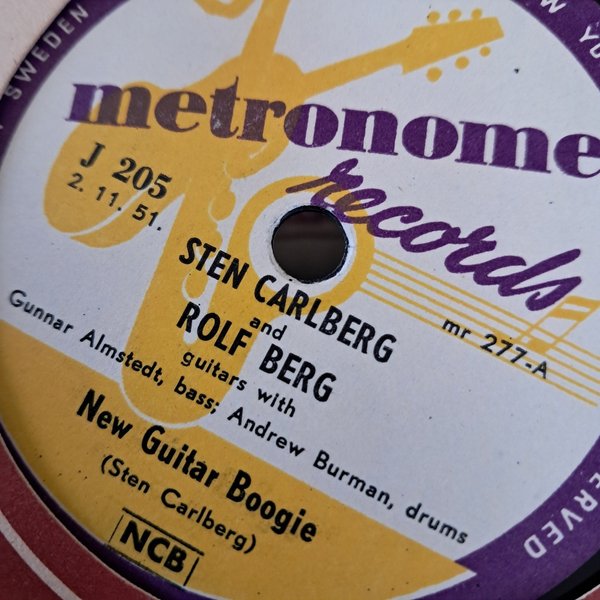 SWEDEN
metronome
records
J 205
2. 11. 51.
mr 277-A
STEN CARLBERG
and
ROLF BERG
guitars with
Gunnar Almstedt, bass; Andrew Burman, drums
New Guitar Boogie
(Sten Carlberg)
NCB